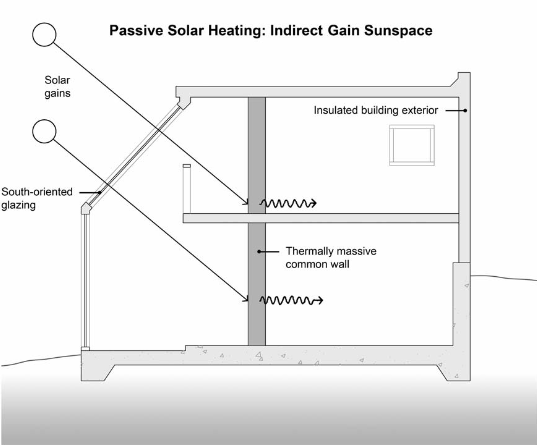 Passive Solar Heating: Indirect Gain Sunspace
Solar
gains
Insulated building exterior
South-oriented
glazing
Thermally massive
common wall